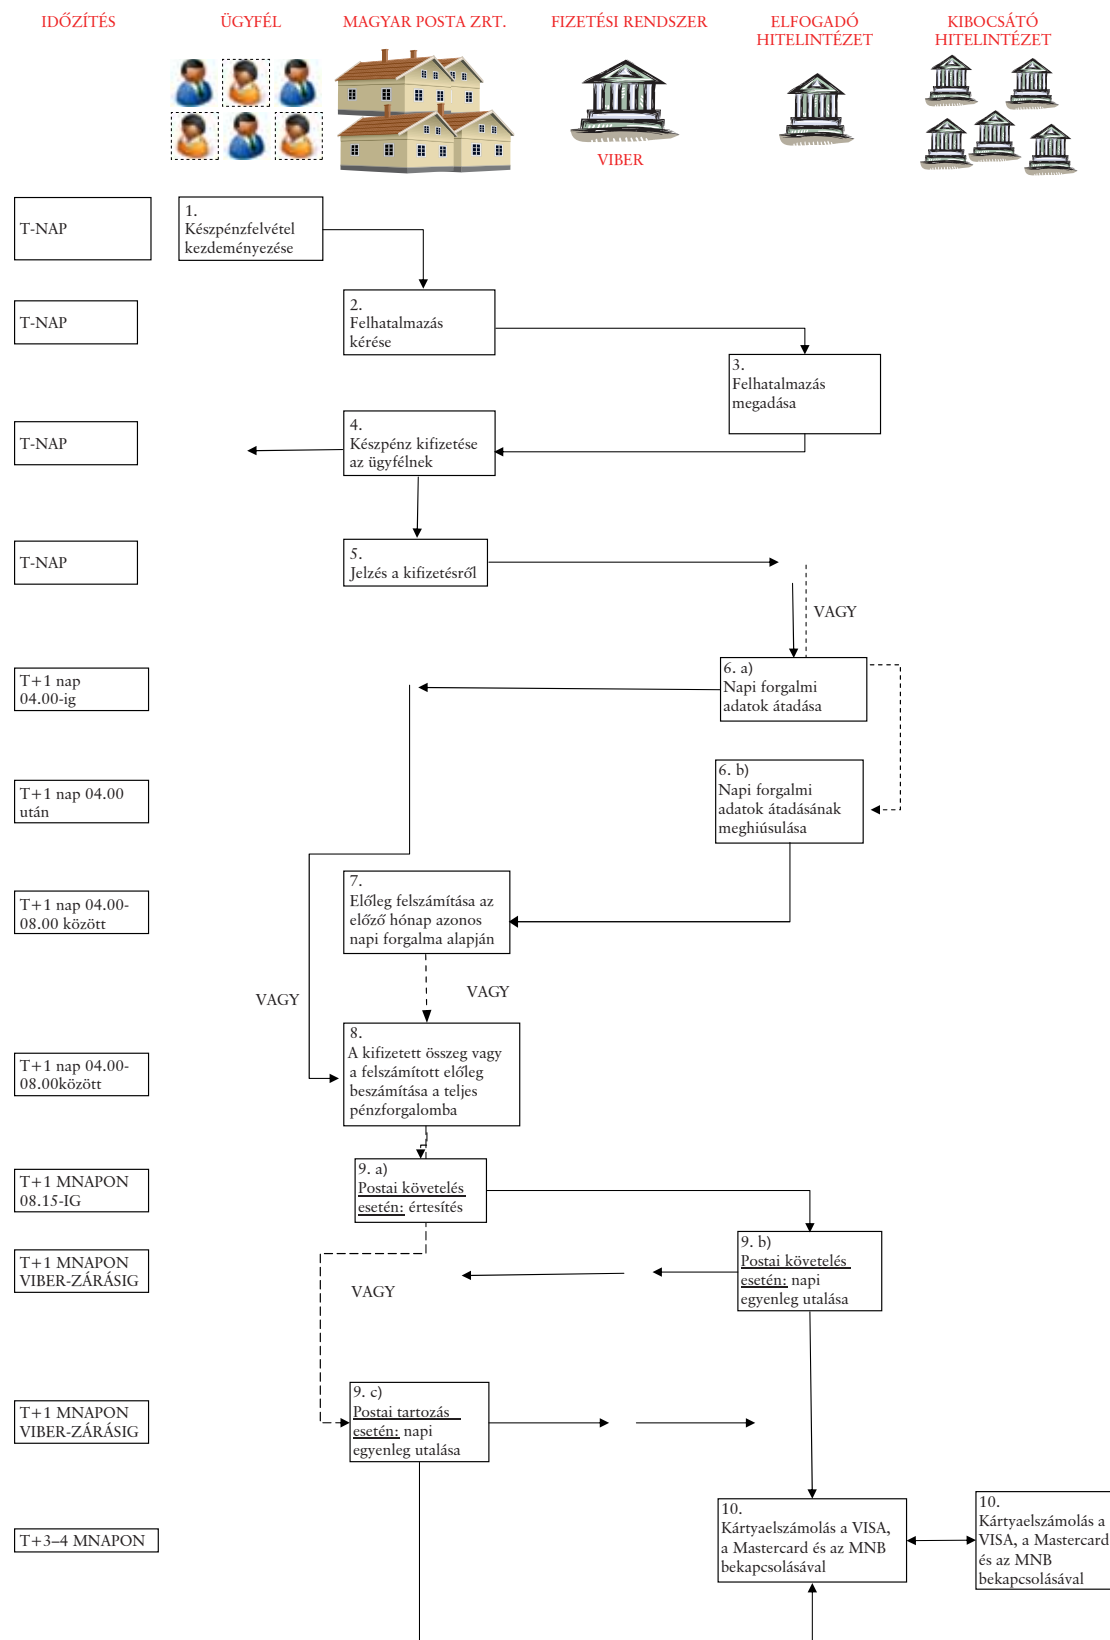 IDŐZÍTÉS
ÜGYFÉL
MAGYAR POSTA ZRT.
FIZETÉSI RENDSZER
ELFOGADÓ
HITELINTÉZET
KIBOCSÁTÓ
HITELINTÉZET
VIBER
T-NAP
1.
Készpénzfelvétel
kezdeményezése
T-NAP
2.
Felhatalmazás
kérése
3.
Felhatalmazás
megadása
T-NAP
4.
Készpénz kifizetése
az ügyfélnek
T-NAP
5.
Jelzés a kifizetésről
VAGY
T+1 nap
04.00-ig
6. a)
Napi forgalmi
adatok átadása
T+1 nap 04.00
után
6. b)
Napi forgalmi
adatok átadásának
meghiúsulása
T+1 nap 04.00-
08.00 között
7.
Előleg felszámítása az
előző hónap azonos
napi forgalma alapján
VAGY
VAGY
T+1 nap 04.00-
08.00között
8.
A kifizetett összeg vagy
a felszámított előleg
beszámítása a teljes
pénzforgalomba
T+1 MNAPON
08.15-IG
9. a)
Postai követelés
esetén: értesítés
T+1 MNAPON
VIBER-ZÁRÁSIG
VAGY
9. b)
Postai követelés
esetén: napi
egyenleg utalása
T+1 MNAPON
VIBER-ZÁRÁSIG
9. c)
Postai tartozás
esetén: napi
egyenleg utalása
T+3–4 MNAPON
10.
Kártyaelszámolás a VISA,
a Mastercard és az MNB
bekapcsolásával
10.
Kártyaelszámolás a
VISA, a Mastercard
és az MNB
bekapcsolásával